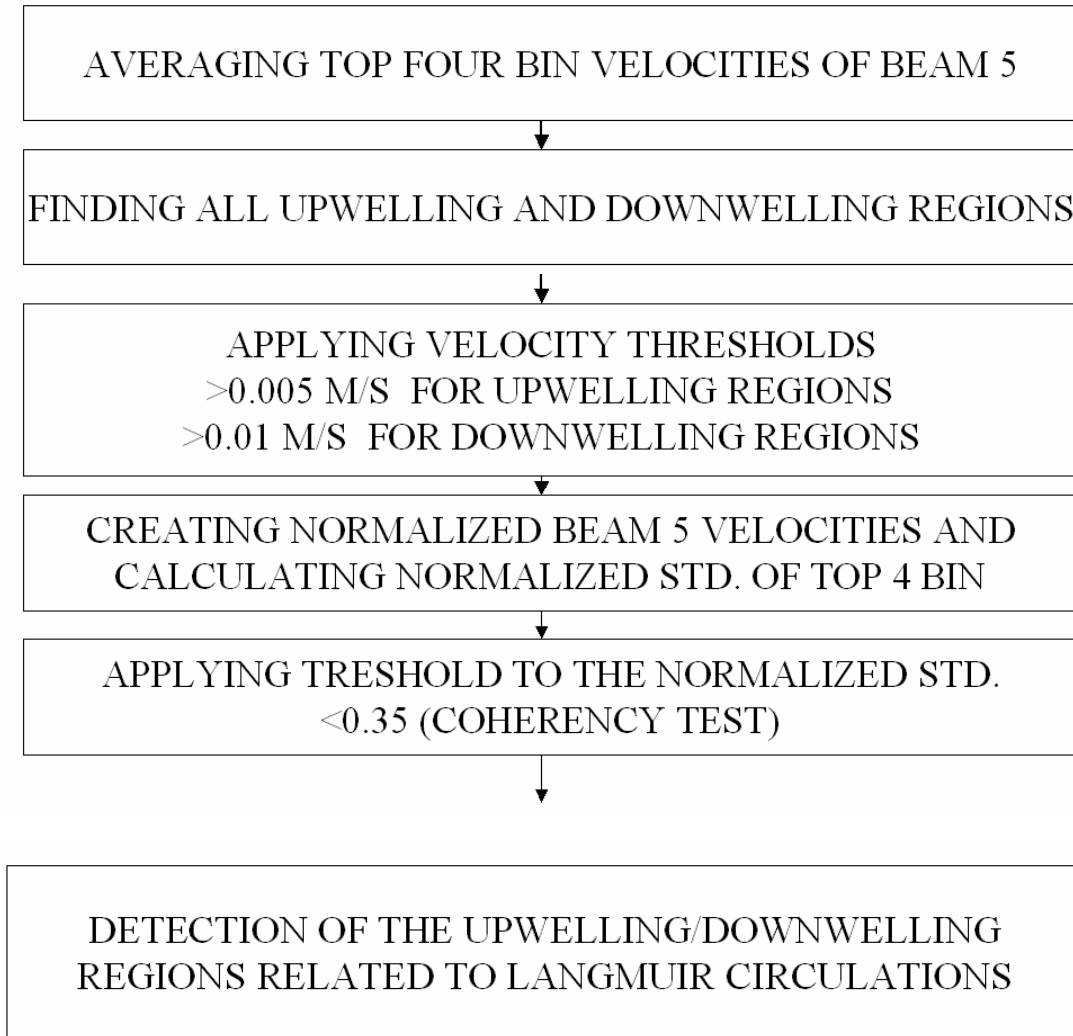 AVERAGING TOP FOUR BIN VELOCITIES OF BEAM 5
FINDING ALL UPWELLING AND DOWNWELLING REGIONS
APPLYING VELOCITY THRESHOLDS
>0.005 M/S FOR UPWELLING REGIONS
>0.01 M/S FOR DOWNWELLING REGIONS
CREATING NORMALIZED BEAM 5 VELOCITIES AND
CALCULATING NORMALIZED STD. OF TOP 4 BIN
APPLYING TRESHOLD TO THE NORMALIZED STD.
<0.35 (COHERENCY TEST)
DETECTION OF THE UPWELLING/DOWNWELLING
REGIONS RELATED TO LANGMUIR CIRCULATIONS